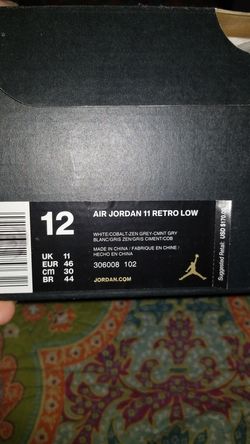 12
AIR JORDAN 11 RETRO LOW
WHITE/COBALT-ZEN GREY-CMNT GRY
BLANC/GRIS ZEN/GRIS CIMENT/COB
MADE IN CHINA / FABRIQUE EN CHINE /
HECHO EN CHINA
UK 11
EUR 46
cm 30
BR 44
306008 102
JORDAN.COM
Suggested Retail: USD $170.00